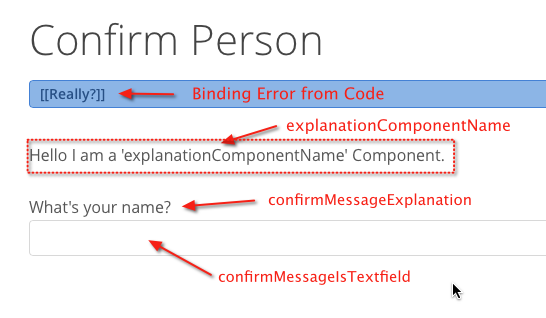 Confirm Person
[[Really?]] Binding Error from Code
explanationComponentName
Hello I am a 'explanationComponentName' Component.
What's your name?
confirmMessageExplanation
confirmMessageIsTextfield